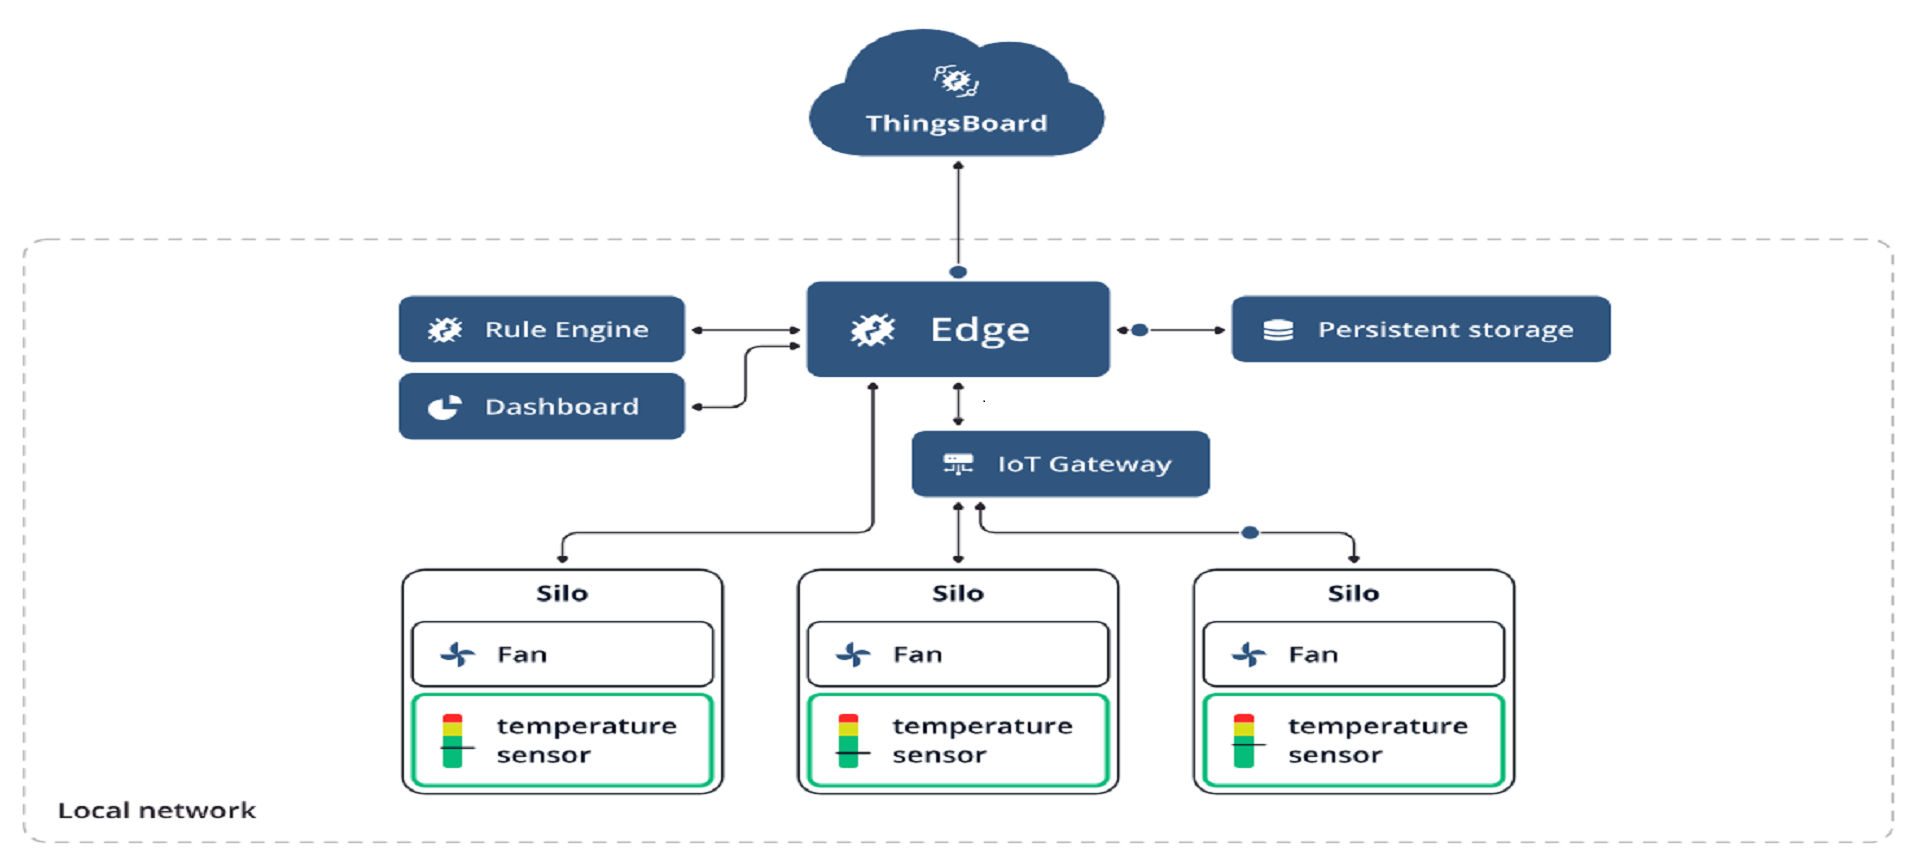 ThingsBoard
Rule Engine
Edge
Persistent storage
Dashboard
IoT Gateway
Silo
Silo
Silo
Fan
Fan
Fan
temperature
sensor
temperature
sensor
temperature
sensor
Local network